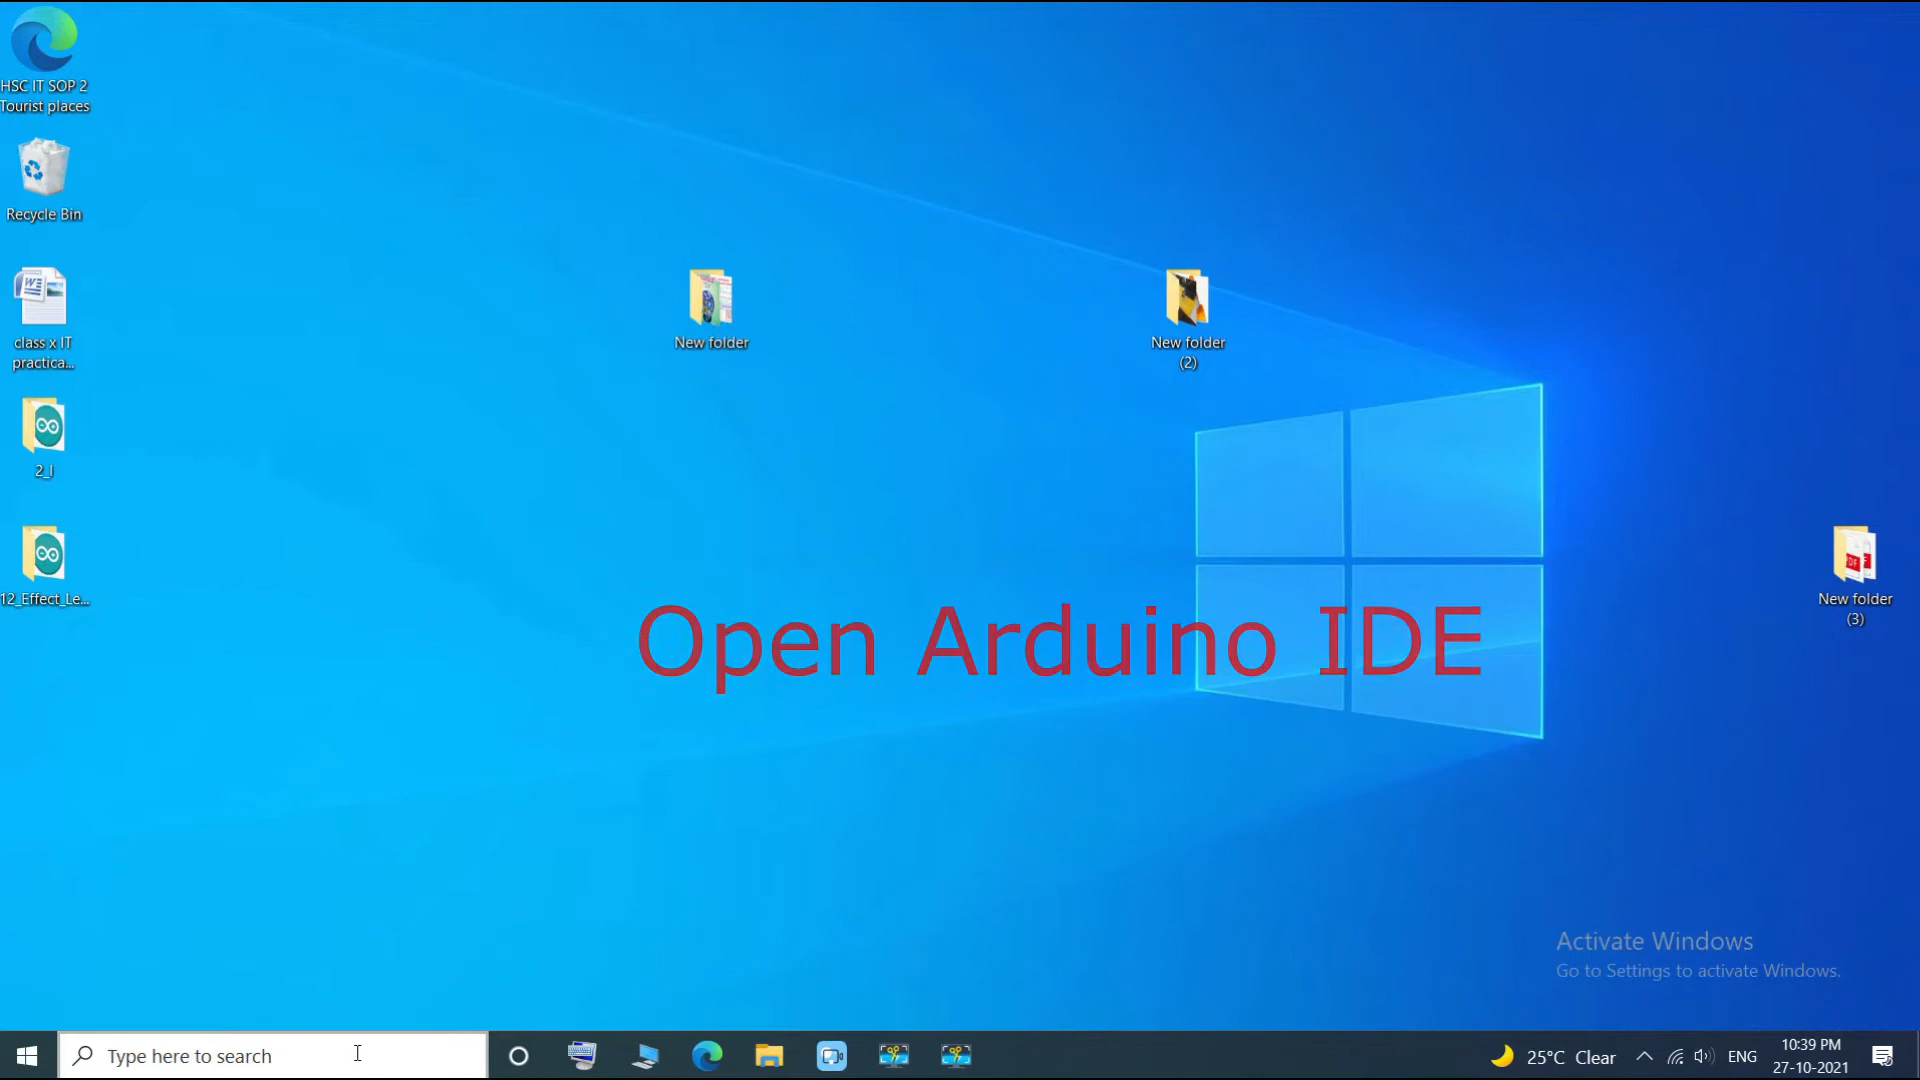 HSC IT SOP 2
Tourist places
Recycle Bin
class x IT
practica...
2_I
12_Effect_Le...
New folder
New folder
(2)
New folder
(3)
Open Arduino IDE
Activate Windows
Go to Settings to activate Windows.
Type here to search
25°C Clear
ENG
10:39 PM
27-10-2021